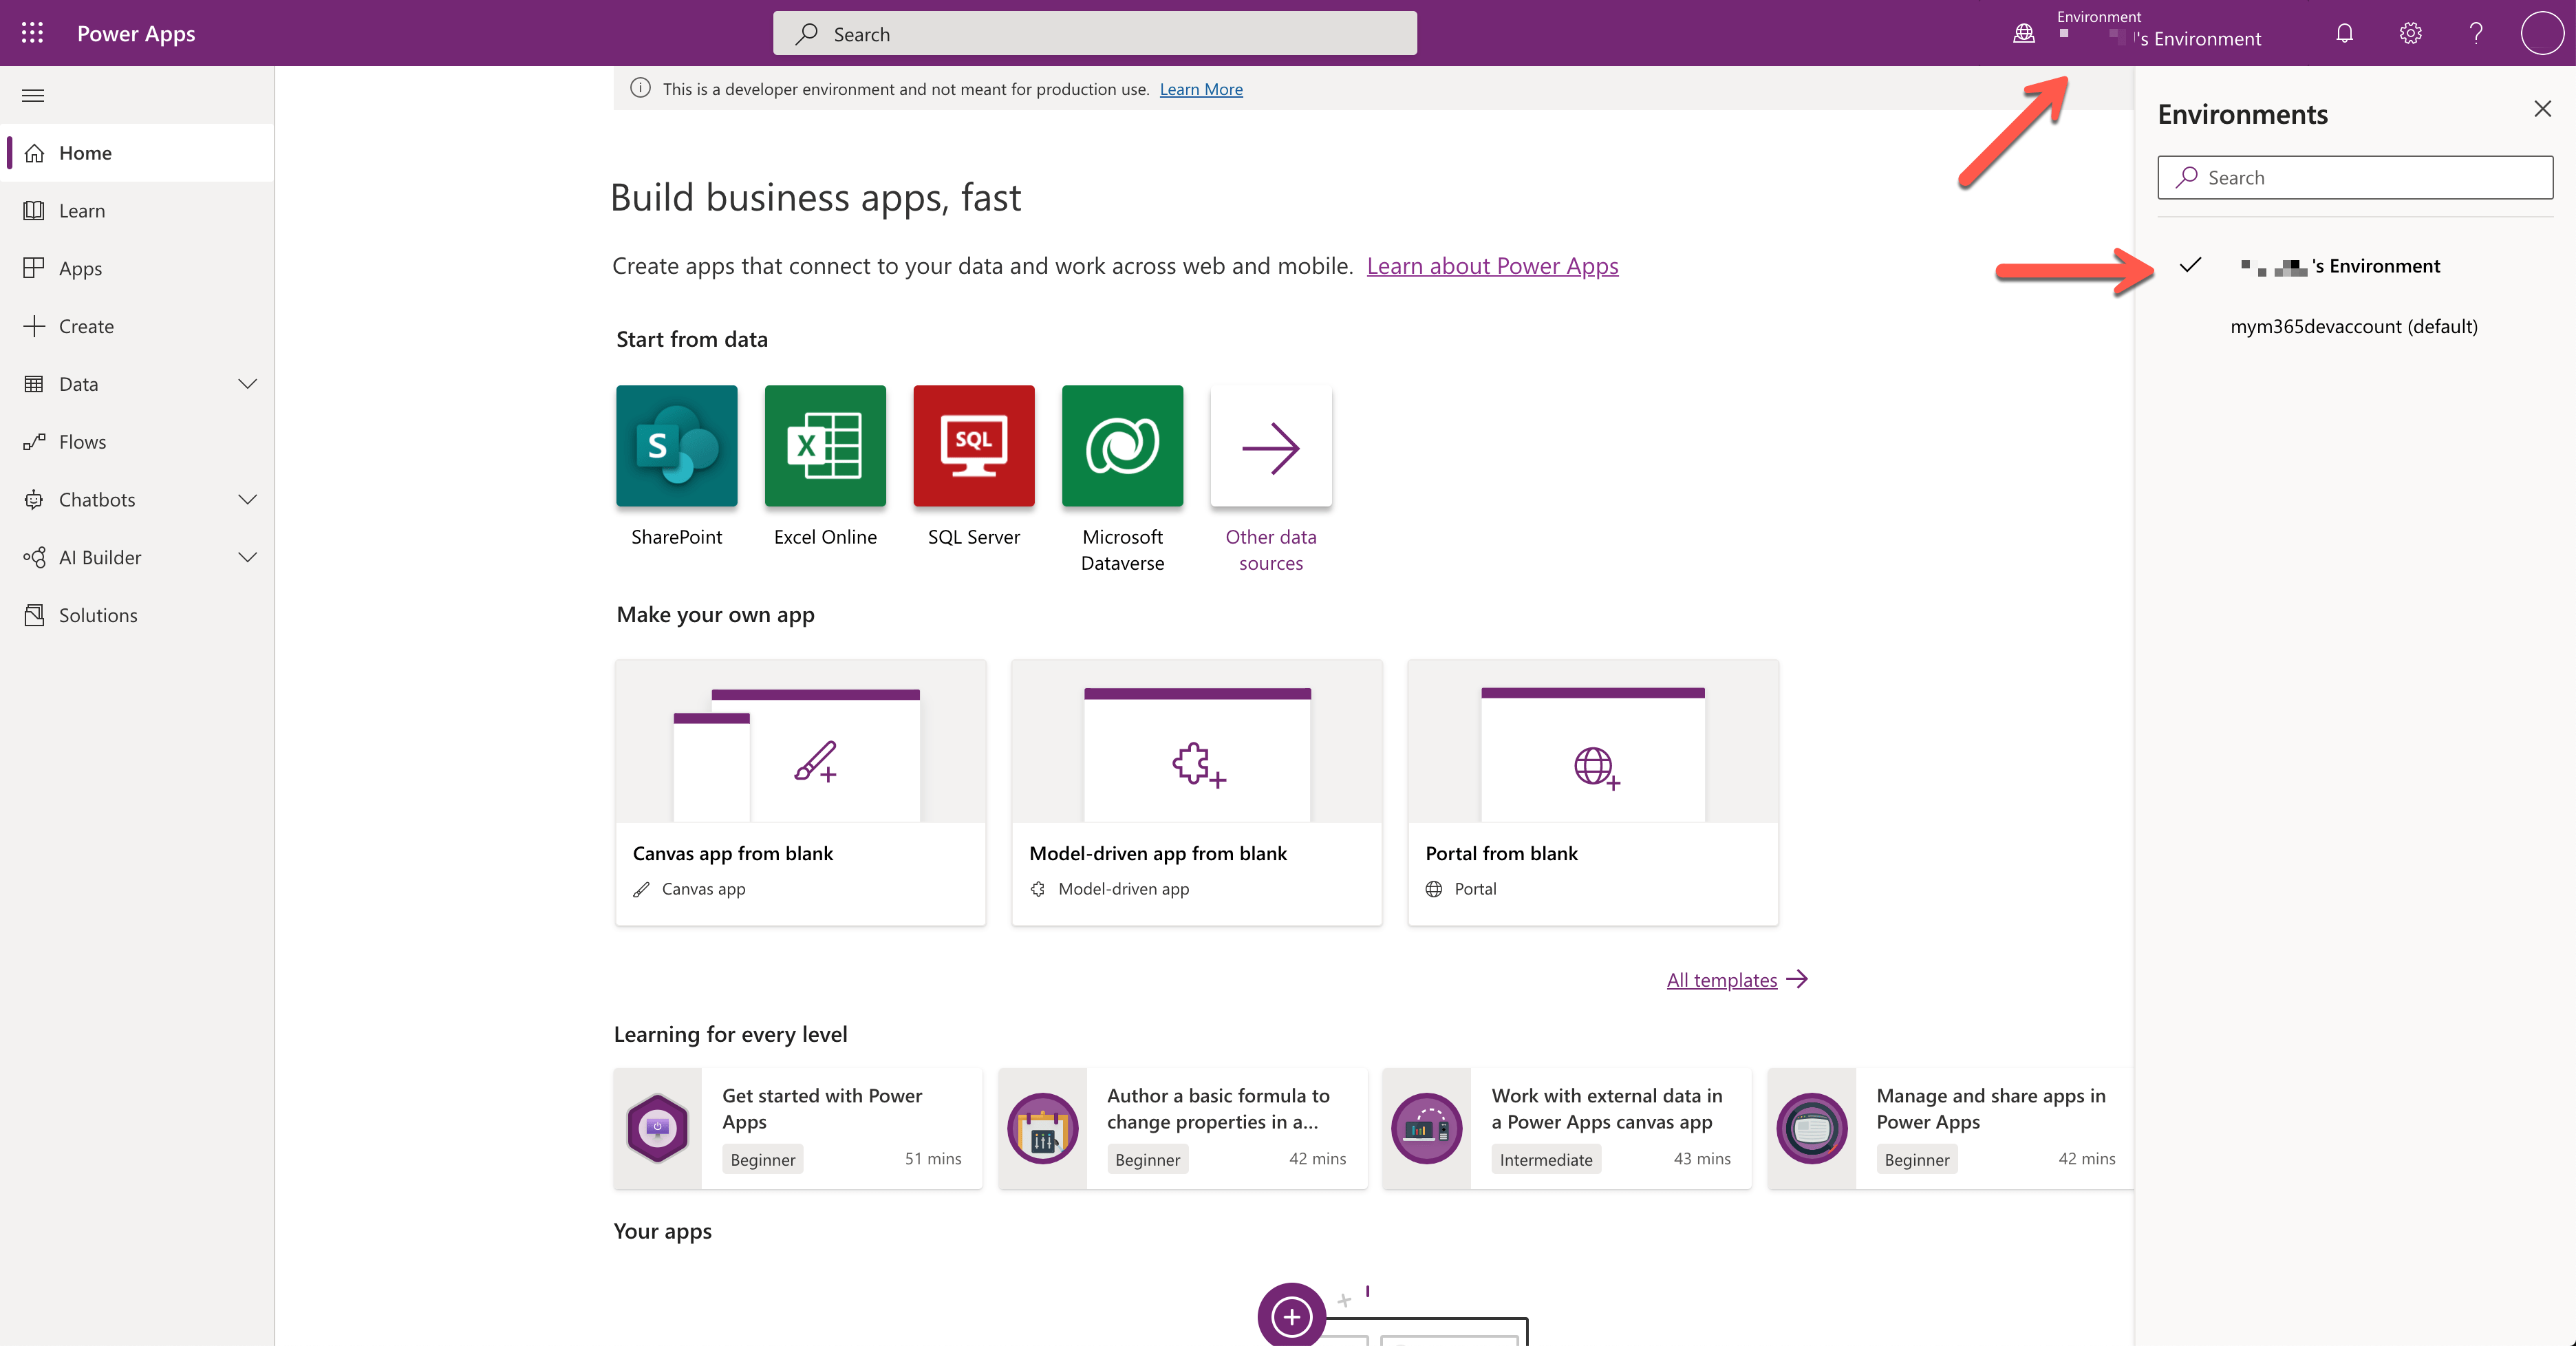 Power Apps
Search
Environment
's Environment
This is a developer environment and not meant for production use. Learn More
Home
Learn
Apps
Create
Data
Flows
Chatbots
AI Builder
Solutions
Build business apps, fast
Create apps that connect to your data and work across web and mobile. Learn about Power Apps
Start from data
S
X
SQL
SharePoint
Excel Online
SQL Server
Microsoft
Dataverse
Other data
sources
Make your own app
Canvas app from blank
Canvas app
Model-driven app from blank
Model-driven app
Portal from blank
Portal
All templates
Learning for every level
Get started with Power
Apps
Beginner 51 mins
Author a basic formula to
change properties in a...
Beginner 42 mins
Work with external data in
a Power Apps canvas app
Intermediate 43 mins
Manage and share apps in
Power Apps
Beginner 42 mins
Your apps
Environments
Search
's Environment
mym365devaccount (default)